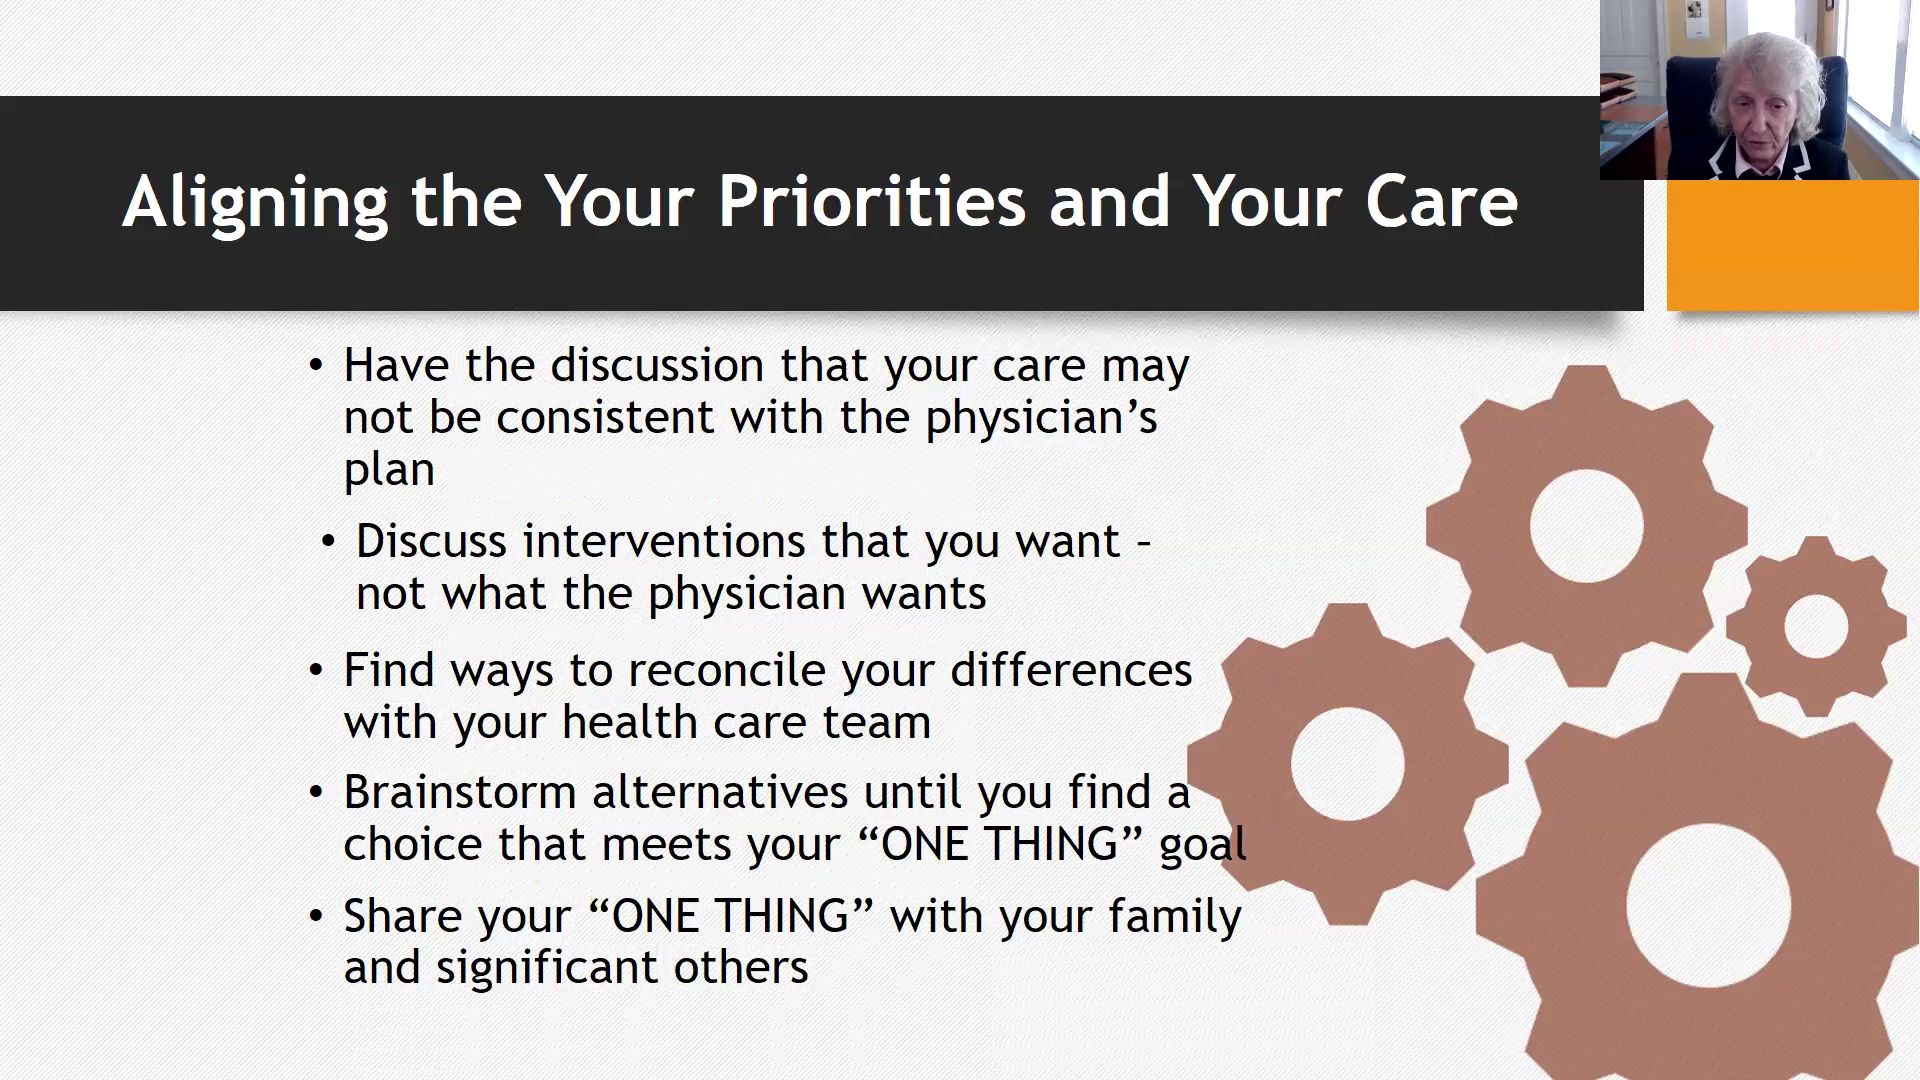 Aligning the Your Priorities and Your Care
• Have the discussion that your care may
not be consistent with the physician’s
plan
• Discuss interventions that you want –
not what the physician wants
• Find ways to reconcile your differences
with your health care team
• Brainstorm alternatives until you find a
choice that meets your “ONE THING” goal
• Share your “ONE THING” with your family
and significant others